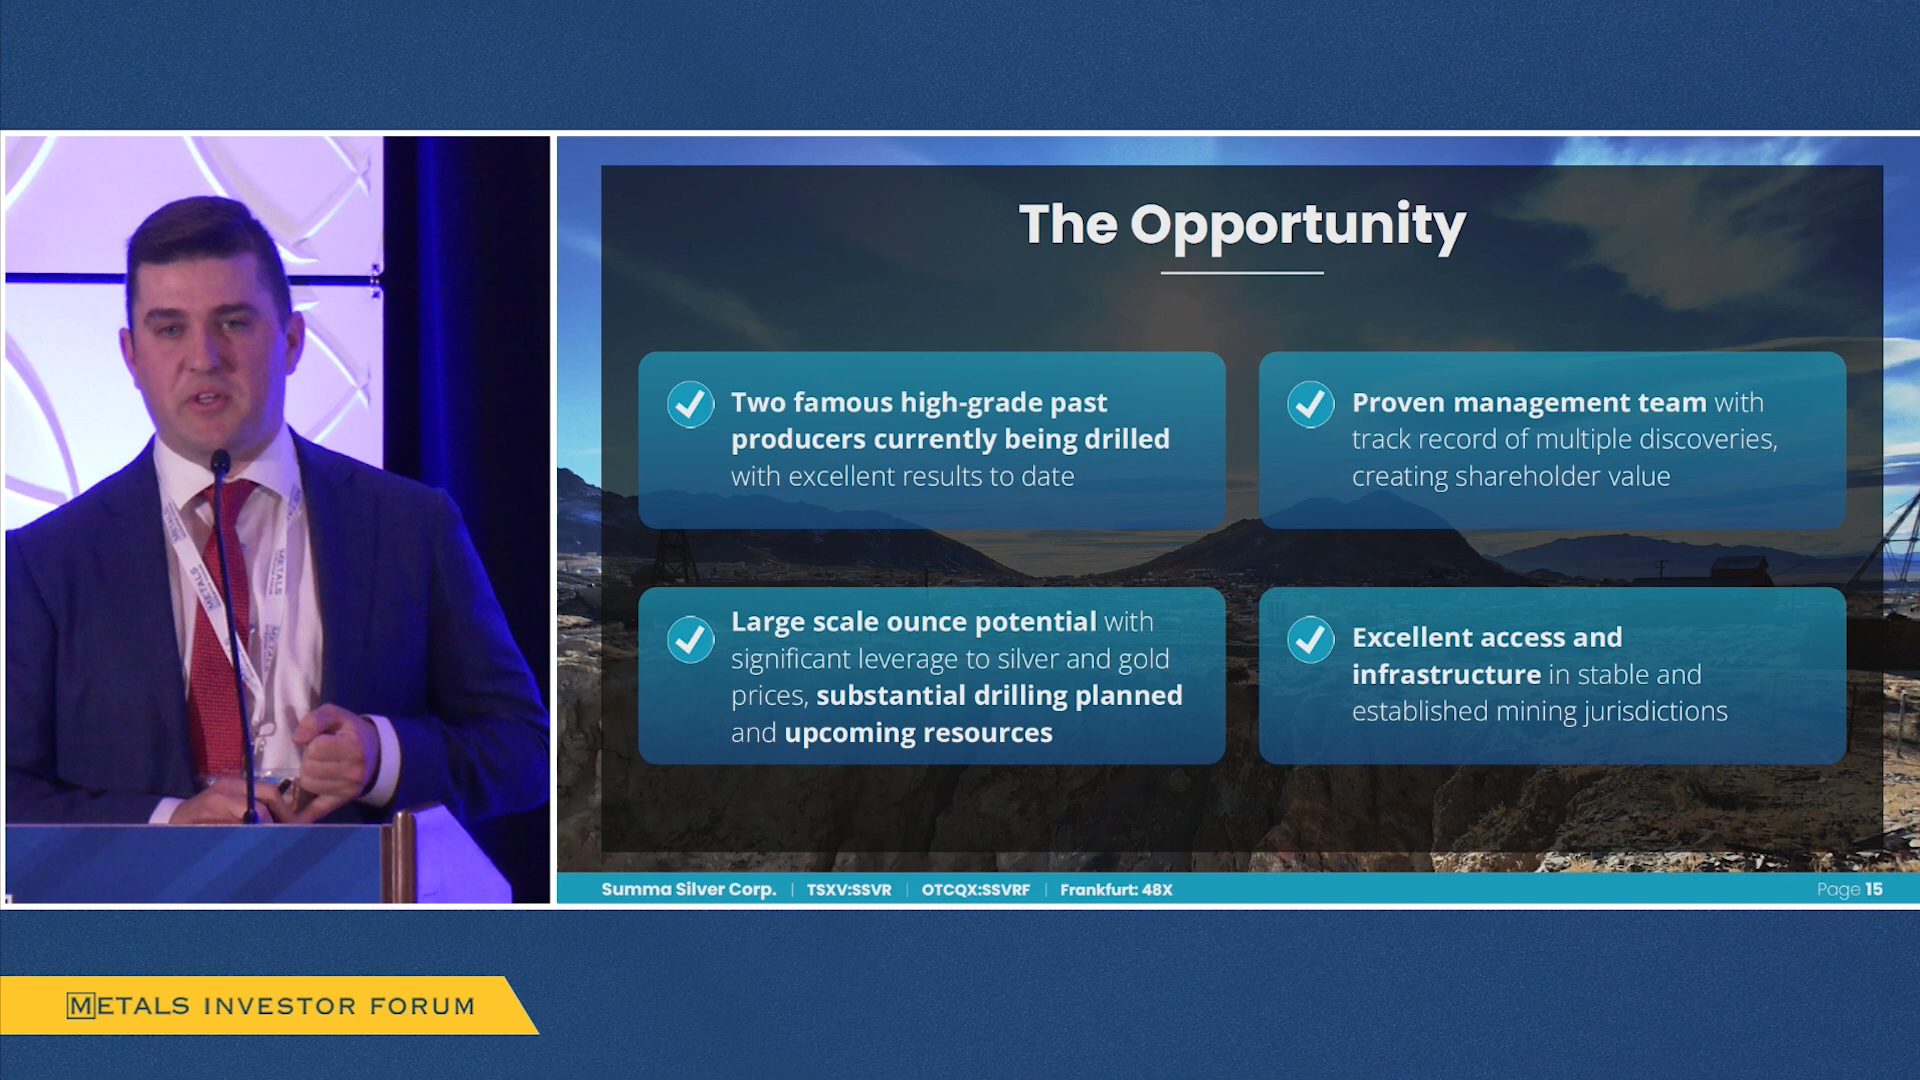 The Opportunity
Two famous high-grade past
producers currently being drilled
with excellent results to date
Proven management team with
track record of multiple discoveries,
creating shareholder value
Large scale ounce potential with
significant leverage to silver and gold
prices, substantial drilling planned
and upcoming resources
Excellent access and
infrastructure in stable and
established mining jurisdictions
METALS
METALS
METALS
Summa Silver Corp. | TSXV:SSVR | OTCQX:SSVRF | Frankfurt: 48X
Page 15
METALS INVESTOR FORUM